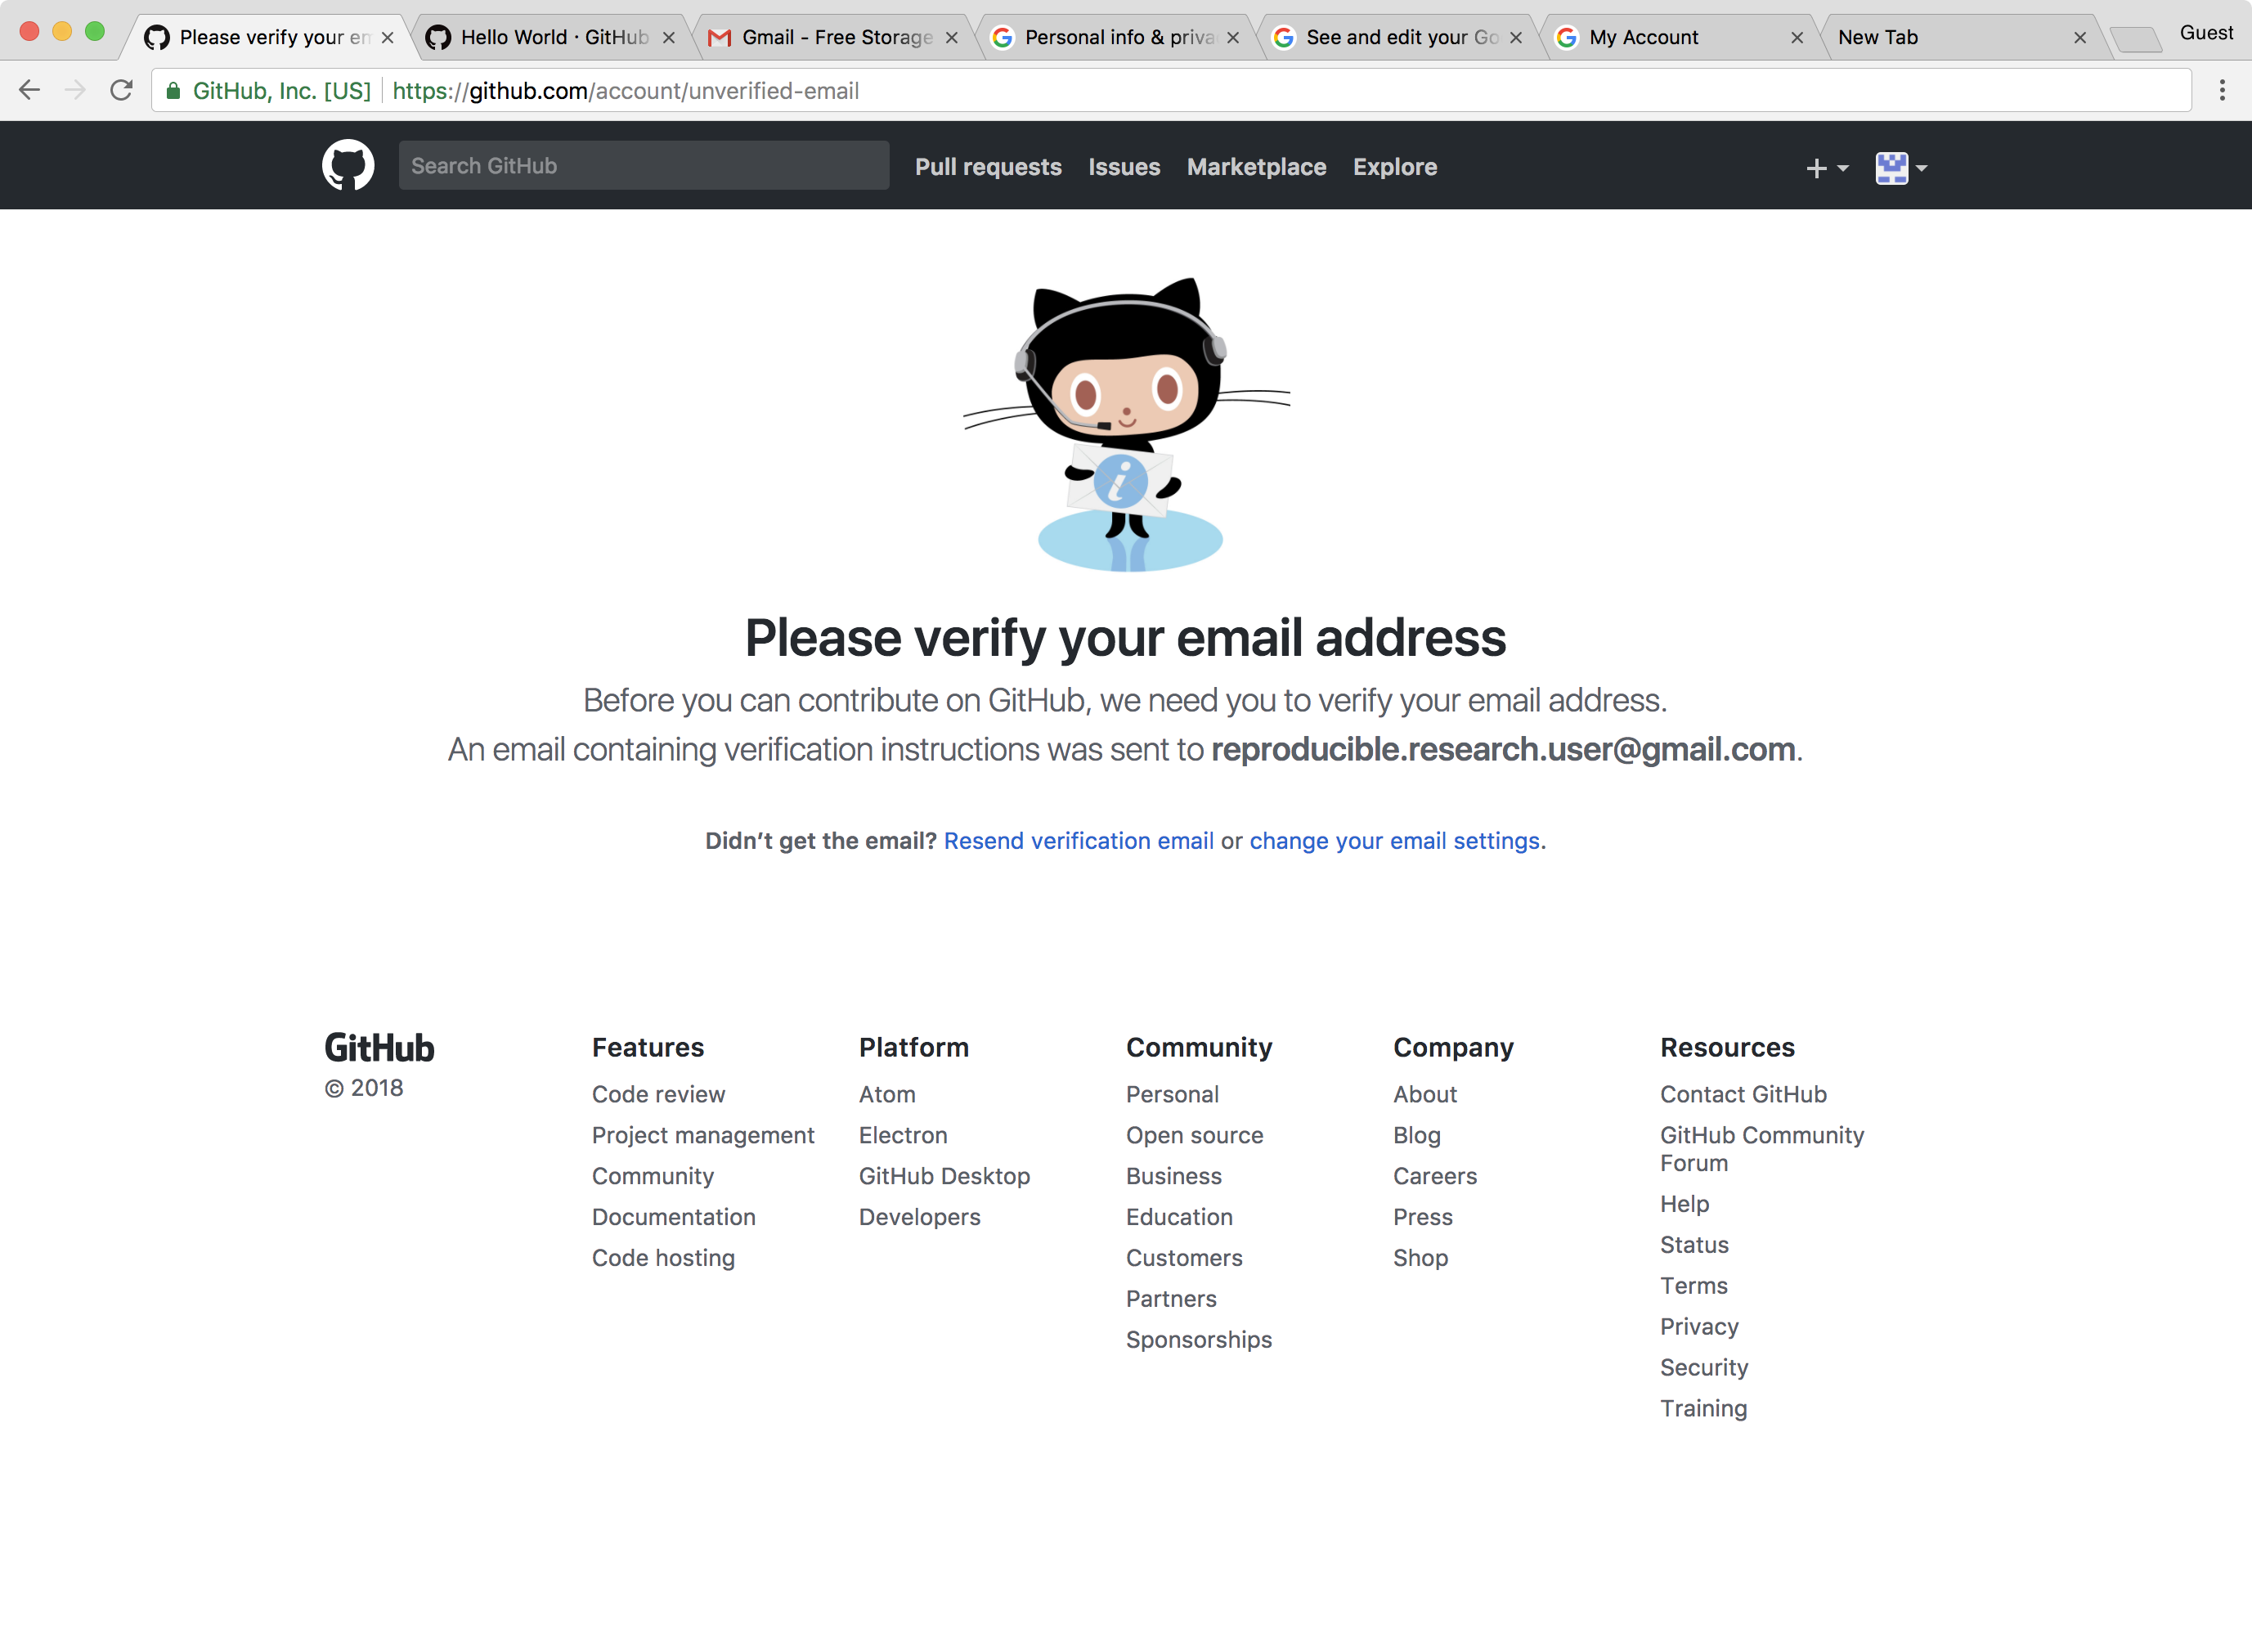 Please verify your em
Hello World · GitHub
Gmail - Free Storage
Personal info & priva
See and edit your Go
My Account
New Tab
Guest
GitHub, Inc. [US]
https://github.com/account/unverified-email
Search GitHub
Pull requests
Issues
Marketplace
Explore
i
Please verify your email address
Before you can contribute on GitHub, we need you to verify your email address.
An email containing verification instructions was sent to reproducible.research.user@gmail.com.
Didn’t get the email? Resend verification email or change your email settings.
GitHub
© 2018
Features
Code review
Project management
Community
Documentation
Code hosting
Platform
Atom
Electron
GitHub Desktop
Developers
Community
Personal
Open source
Business
Education
Customers
Partners
Sponsorships
Company
About
Blog
Careers
Press
Shop
Resources
Contact GitHub
GitHub Community
Forum
Help
Status
Terms
Privacy
Security
Training